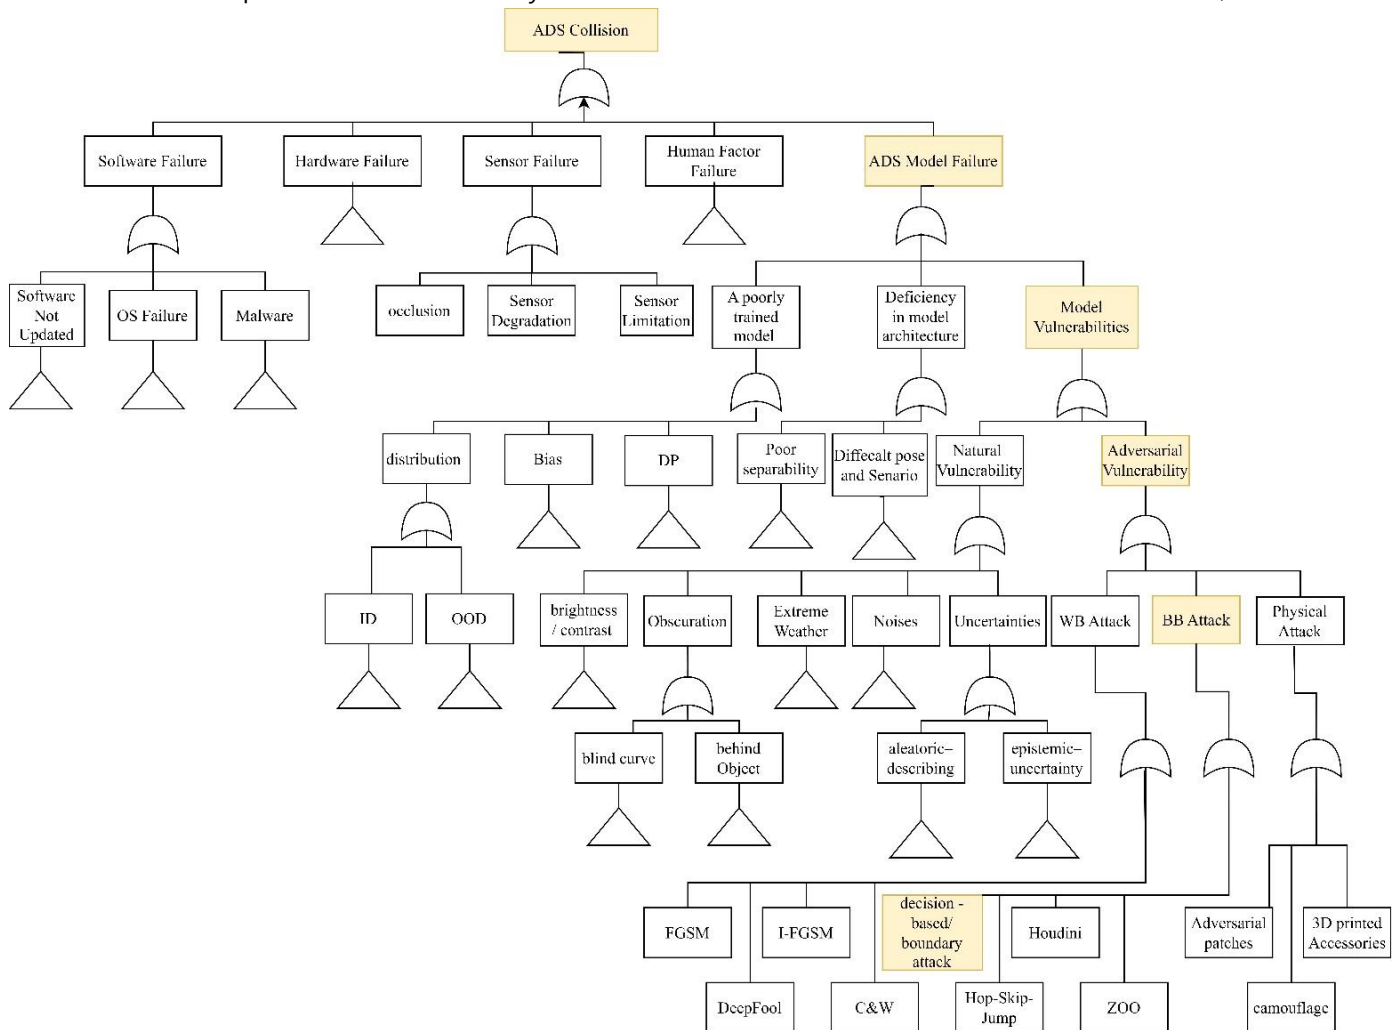 ADS Collision
Software Failure
Hardware Failure
Sensor Failure
Human Factor
Failure
ADS Model Failure
Software
Not
Updated
OS Failure
Malware
occlusion
Sensor
Degradation
Sensor
Limitation
A poorly
trained
model
Deficiency
in model
architecture
Model
Vulnerabilities
distribution
Bias
DP
Poor
separability
Diffecalt pose
and Senario
Natural
Vulnerability
Adversarial
Vulnerability
ID
OOD
brightness
/ contrast
Obscuration
Extreme
Weather
Noises
Uncertainties
WB Attack
BB Attack
Physical
Attack
blind curve
behind
Object
aleatoric–
describing
epistemic–
uncertainty
FGSM
I-FGSM
decision -
based/
boundary
attack
Houdini
Adversarial
patches
3D printed
Accessories
DeepFool
C&W
Hop-Skip-
Jump
ZOO
camouflage